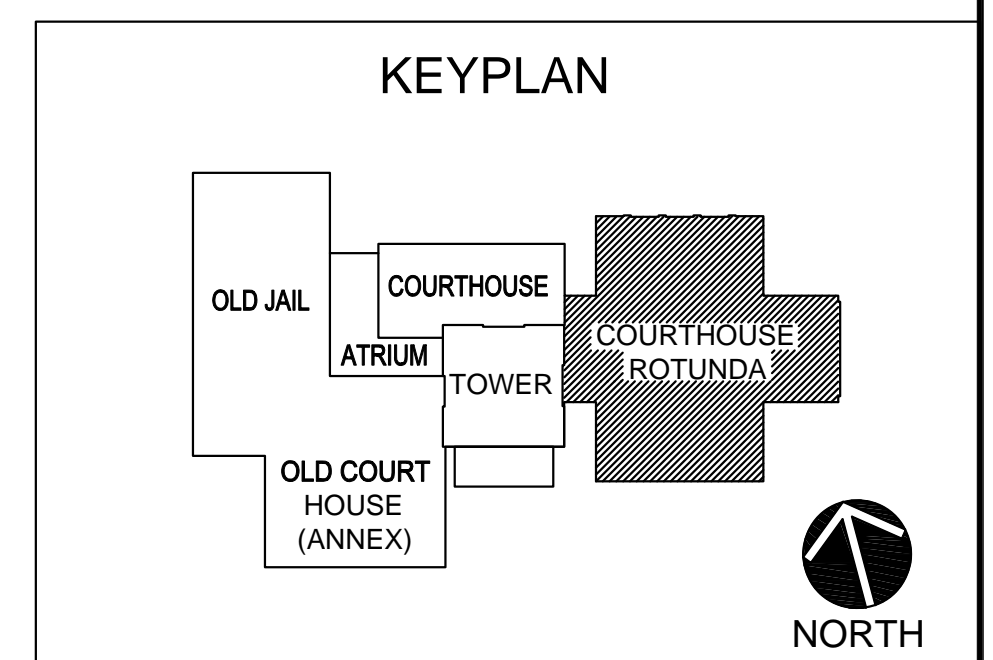 KEYPLAN
OLD JAIL
COURTHOUSE
ATRIUM
TOWER
COURTHOUSE
ROTUNDA
OLD COURT
HOUSE
(ANNEX)
NORTH